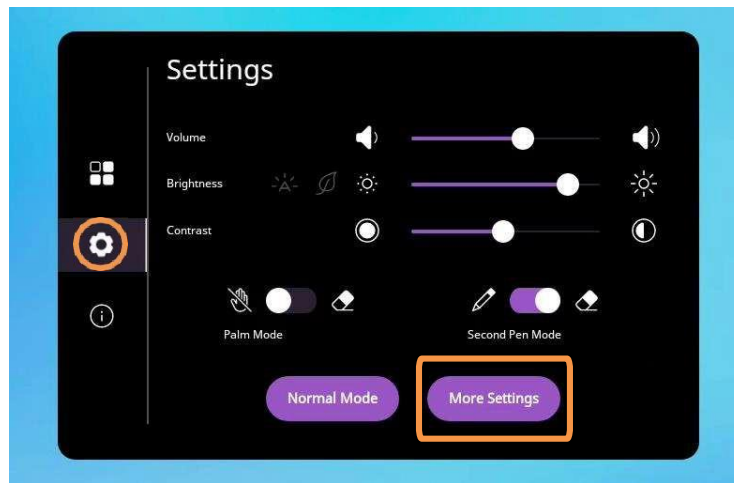 Settings
Volume
Brightness
Contrast
Palm Mode
Second Pen Mode
Normal Mode
More Settings